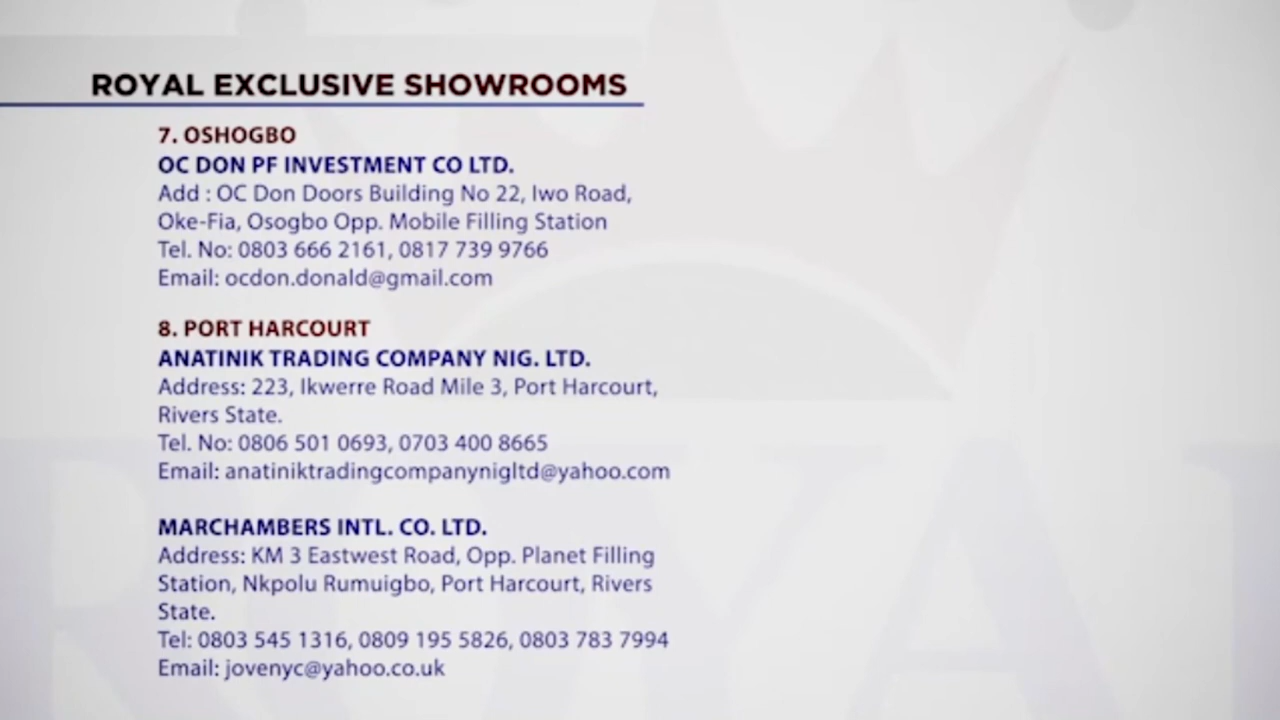 ROYAL EXCLUSIVE SHOWROOMS
7. OSHOGBO
OC DON PF INVESTMENT CO LTD.
Add : OC Don Doors Building No 22, Iwo Road,
Oke-Fia, Osogbo Opp. Mobile Filling Station
Tel. No: 0803 666 2161, 0817 739 9766
Email: ocdon.donald@gmail.com
8. PORT HARCOURT
ANATINIK TRADING COMPANY NIG. LTD.
Address: 223, Ikwerre Road Mile 3, Port Harcourt,
Rivers State.
Tel. No: 0806 501 0693, 0703 400 8665
Email: anatiniktradingcompanynigltd@yahoo.com
MARCHAMBERS INTL. CO. LTD.
Address: KM 3 Eastwest Road, Opp. Planet Filling
Station, Nkpolu Rumuigbo, Port Harcourt, Rivers
State.
Tel: 0803 545 1316, 0809 195 5826, 0803 783 7994
Email: jovenyc@yahoo.co.uk
ROYAL